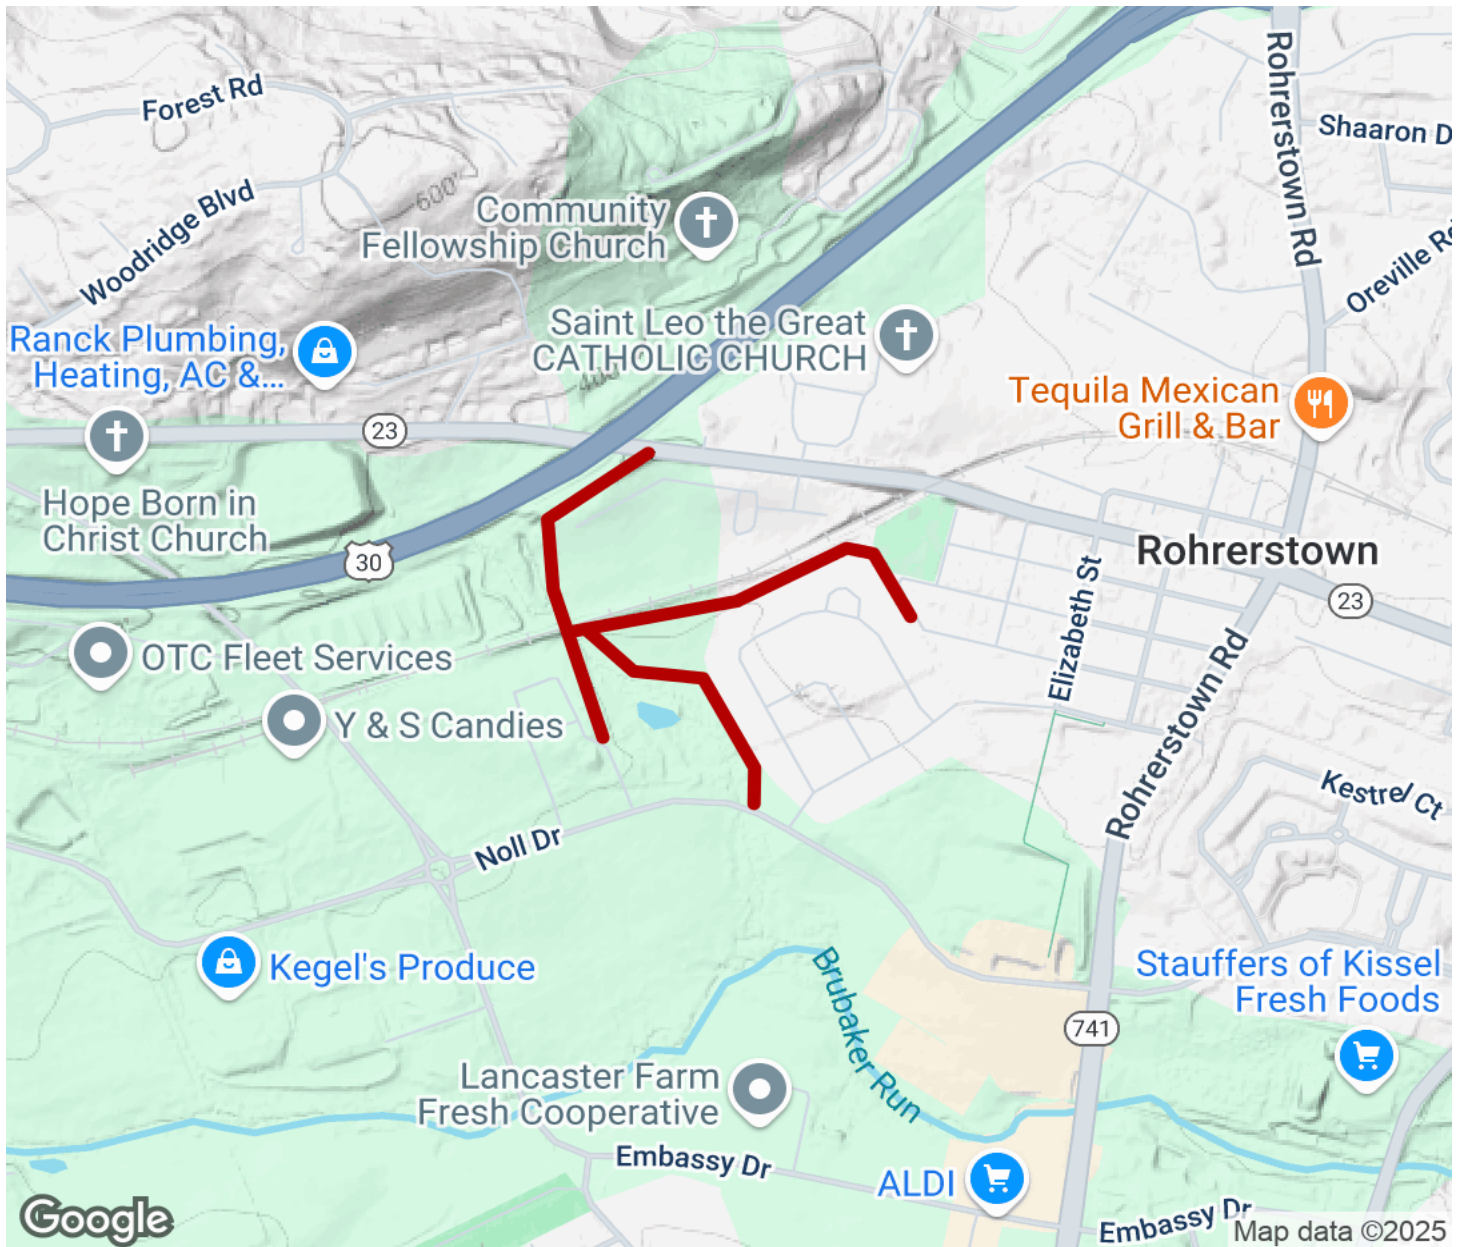 Forest Rd
Rohrerstown Rd
Shaaron D
Woodridge Blvd
600'
Community
Fellowship Church
Oreville Rd
Ranck Plumbing,
Heating, AC &...
Saint Leo the Great
CATHOLIC CHURCH
400
Tequila Mexican
Grill & Bar
23
Hope Born in
Christ Church
30
Rohrerstown
Elizabeth St
23
OTC Fleet Services
Y & S Candies
Rohrerstown Rd
Kestrel Ct
Noll Dr
Kegel's Produce
Brubaker Run
Stauffers of Kissel
Fresh Foods
741
Lancaster Farm
Fresh Cooperative
Embassy Dr
ALDI
Embassy Dr
Google
Map data ©2025